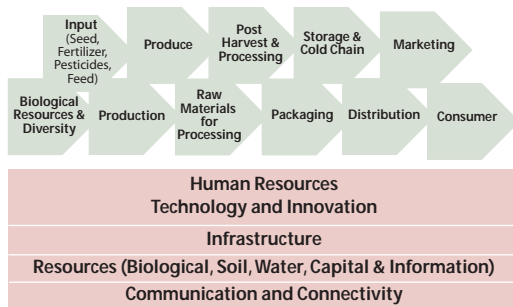 Input
(Seed,
Fertilizer,
Pesticides,
Feed)
Produce
Post
Harvest &
Processing
Storage &
Cold Chain
Marketing
Biological
Resources &
Diversity
Production
Raw
Materials
for
Processing
Packaging
Distribution
Consumer
Human Resources
Technology and Innovation
Infrastructure
Resources (Biological, Soil, Water, Capital & Information)
Communication and Connectivity